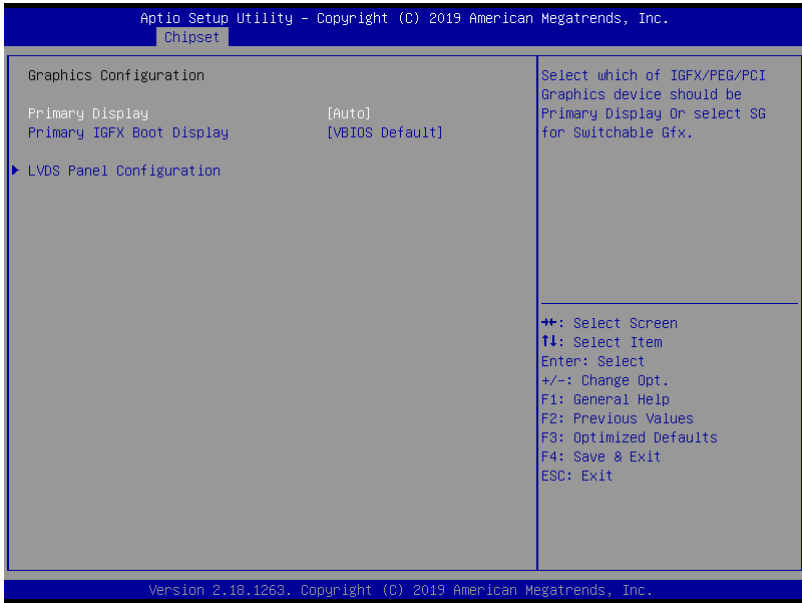 Aptio Setup Utility – Copyright (C) 2019 American Megatrends, Inc.
Chipset
Graphics Configuration
Primary Display [Auto]
Primary IGFX Boot Display [VBIOS Default]
LVDS Panel Configuration
Select which of IGFX/PEG/PCI
Graphics device should be
Primary Display Or select SG
for Switchable Gfx.
→←: Select Screen
↑↓: Select Item
Enter: Select
+/-: Change Opt.
F1: General Help
F2: Previous Values
F3: Optimized Defaults
F4: Save & Exit
ESC: Exit
Version 2.18.1263. Copyright (C) 2019 American Megatrends, Inc.